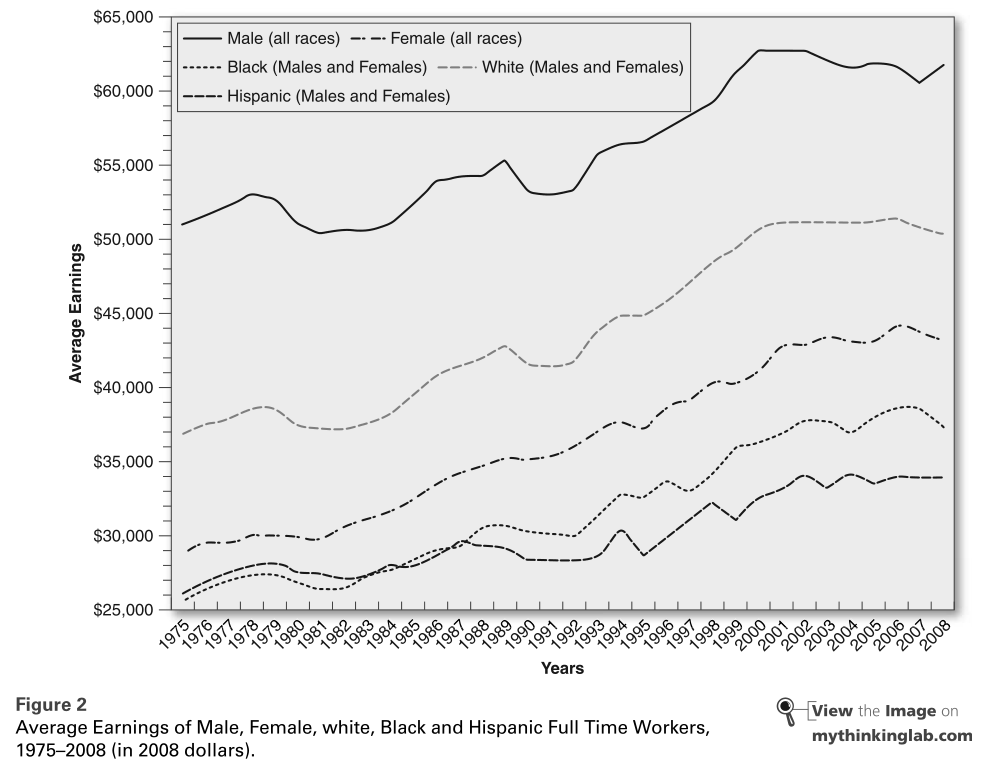 $65,000
Male (all races) Female (all races)
Black (Males and Females) White (Males and Females)
Hispanic (Males and Females)
$60,000
$55,000
$50,000
$45,000
$40,000
$35,000
$30,000
$25,000
Average Earnings
1975 1976 1977 1978 1979 1980 1981 1982 1983 1984 1985 1986 1987 1988 1989 1990 1991 1992 1993 1994 1995 1996 1997 1998 1999 2000 2001 2002 2003 2004 2005 2006 2007 2008
Years
Figure 2
Average Earnings of Male, Female, white, Black and Hispanic Full Time Workers,
1975–2008 (in 2008 dollars).
View the Image on
mythinkinglab.com